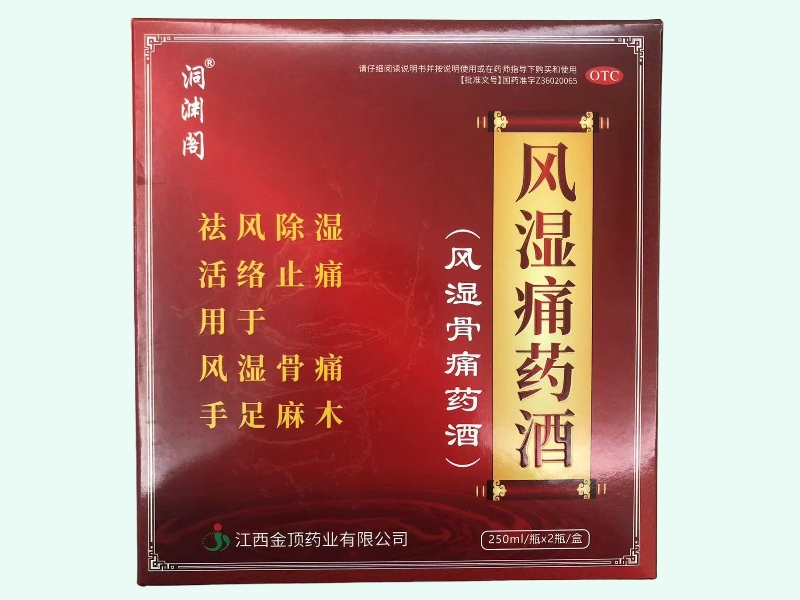 洞渊阁®
请仔细阅读说明书并按说明使用或在药师指导下购买和使用
【批准文号】国药准字Z36020065
OTC
风湿痛药酒
（风湿骨痛药酒）
祛风除湿
活络止痛
用于
风湿骨痛
手足麻木
江西金顶药业有限公司
250ml/瓶x2瓶/盒